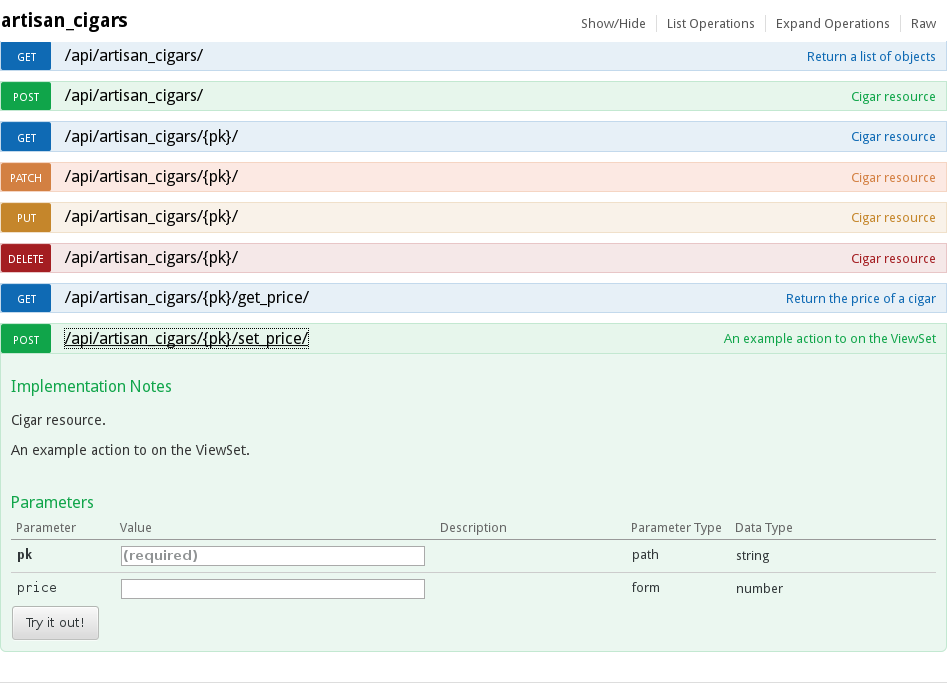 artisan_cigars Show/Hide List Operations Expand Operations Raw
GET /api/artisan_cigars/ Return a list of objects
POST /api/artisan_cigars/ Cigar resource
GET /api/artisan_cigars/{pk}/ Cigar resource
PATCH /api/artisan_cigars/{pk}/ Cigar resource
PUT /api/artisan_cigars/{pk}/ Cigar resource
DELETE /api/artisan_cigars/{pk}/ Cigar resource
GET /api/artisan_cigars/{pk}/get_price/ Return the price of a cigar
POST /api/artisan_cigars/{pk}/set_price/ An example action to on the ViewSet
Implementation Notes
Cigar resource.
An example action to on the ViewSet.
Parameters
Parameter Value Description Parameter Type Data Type
pk (required) path string
price form number
Try it out!